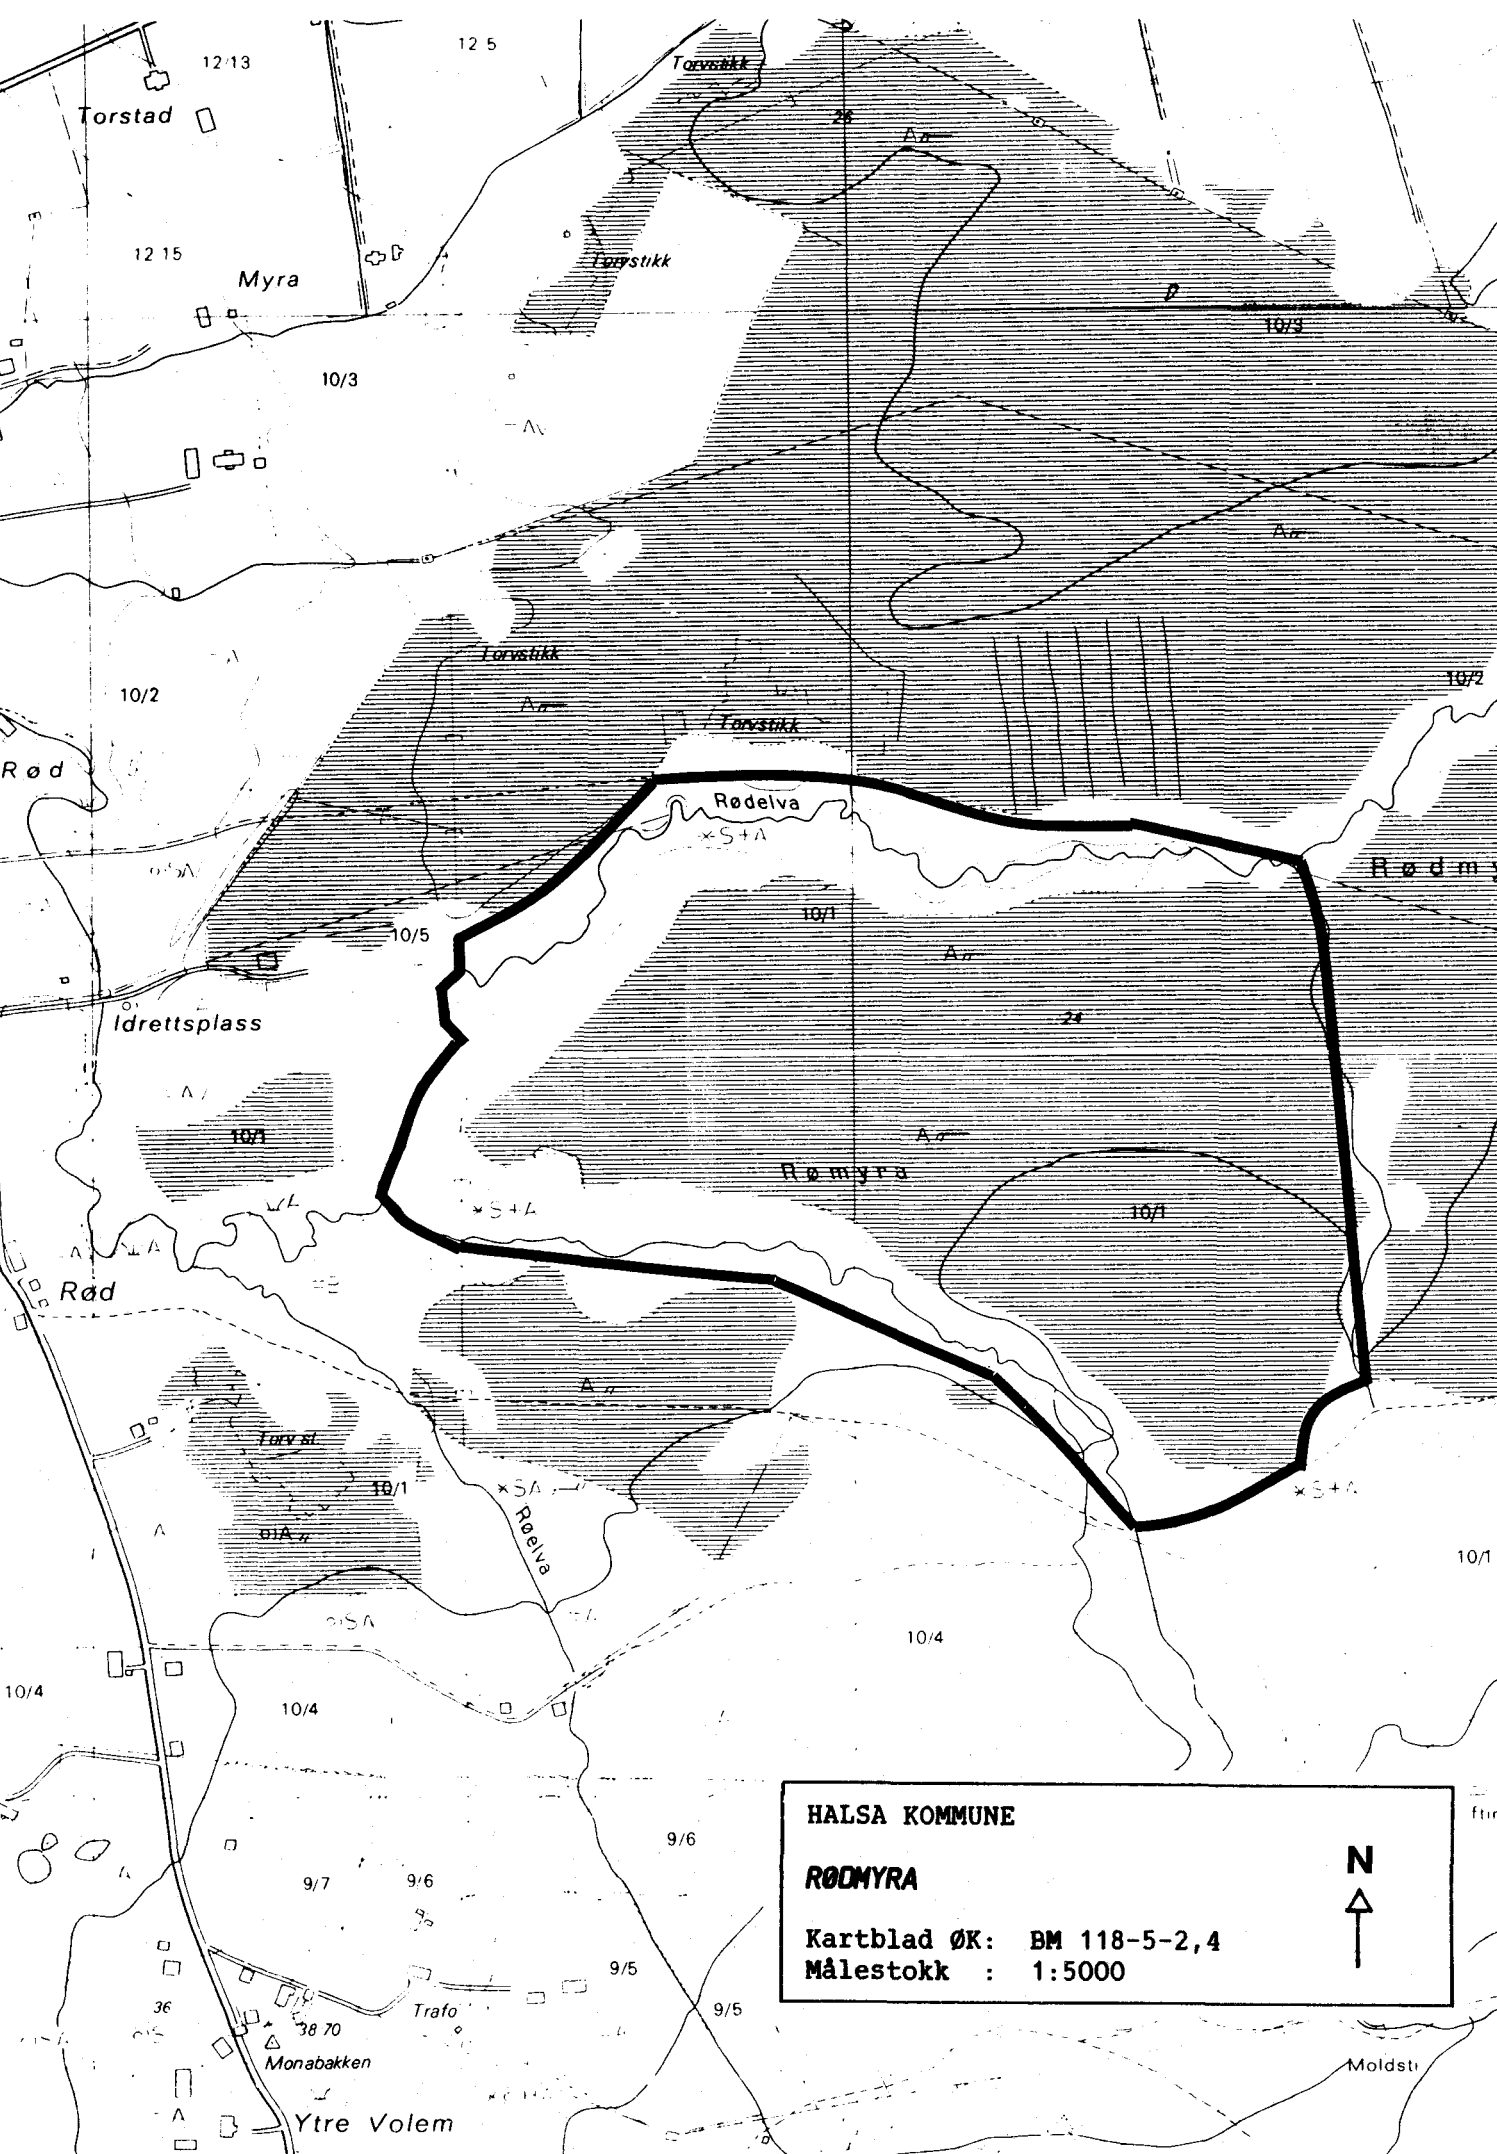 12/13
12 5
Torvstikk
Torstad
26
12 15
Torvstikk
Myra
10/3
10/3
Torvstikk
10/2
10/2
Torvstikk
Rød
Rødelva
*S+A
Rødmy
10/1
10/5
24
Idrettsplass
10/1
Rømyra
*S+A
10/1
Rød
Torvst.
10/1
*SA
*S+A
Røelva
10/1
10/4
10/4
10/4
HALSA KOMMUNE
RØDMYRA
N
Kartblad ØK: BM 118-5-2,4
Målestokk : 1:5000
9/6
9/7
9/6
9/5
9/5
36
Trafo
38 70
Monabakken
Moldst
Ytre Volem